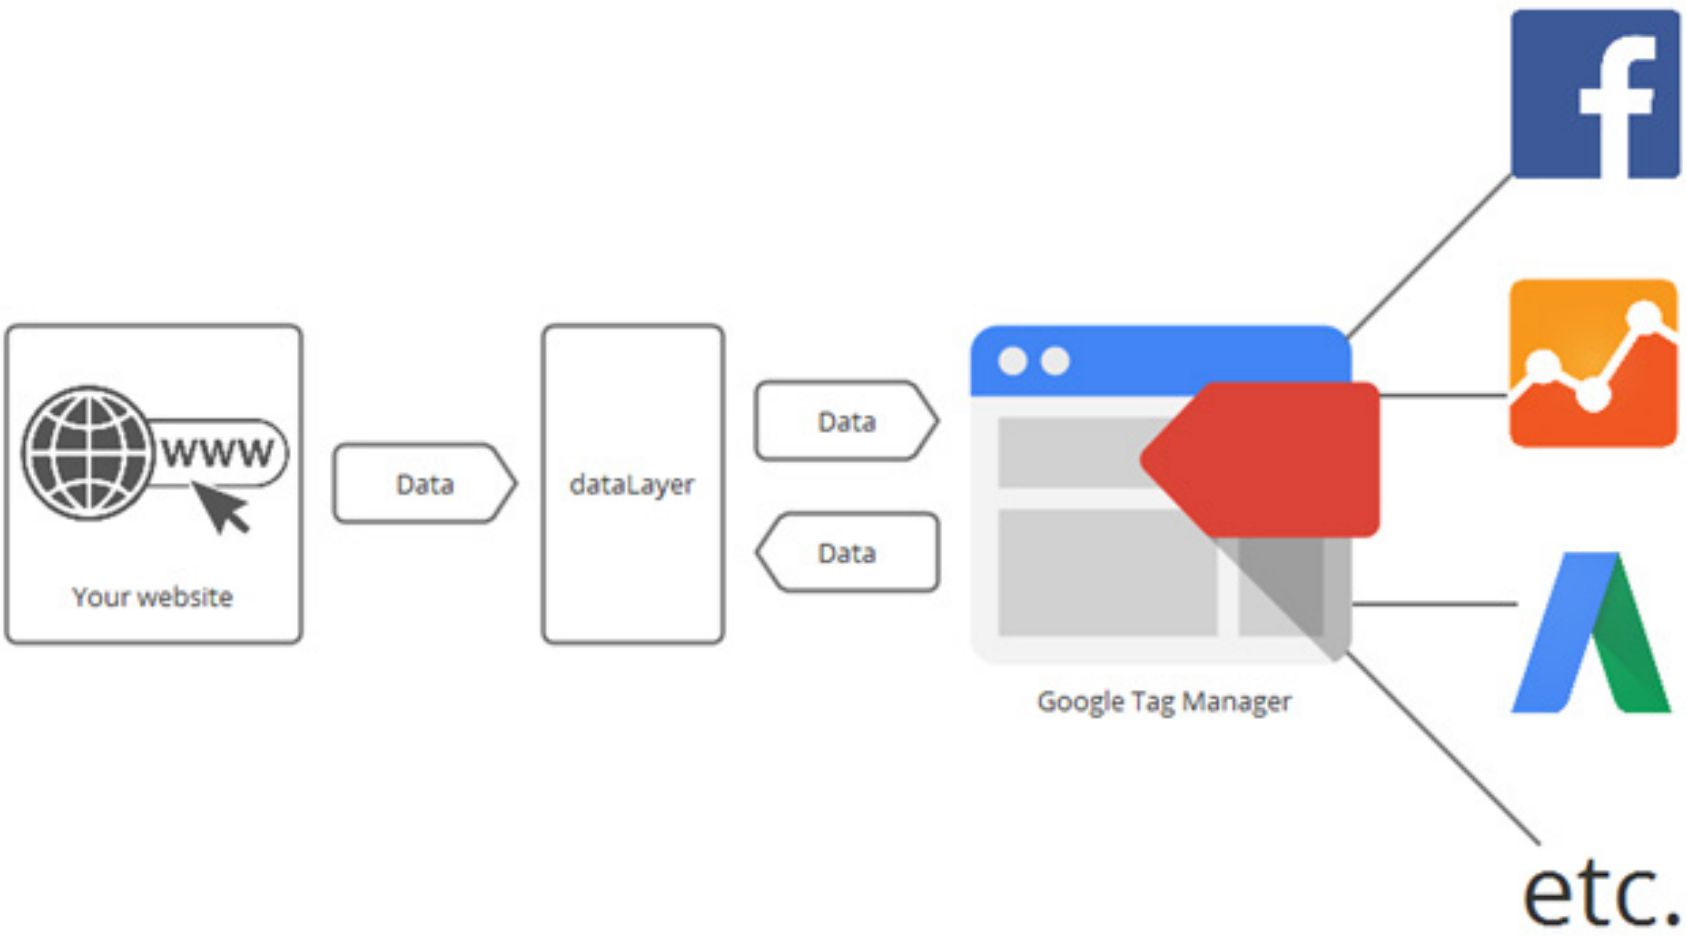 www
Your website
Data
dataLayer
Data
Data
Google Tag Manager
f
etc.